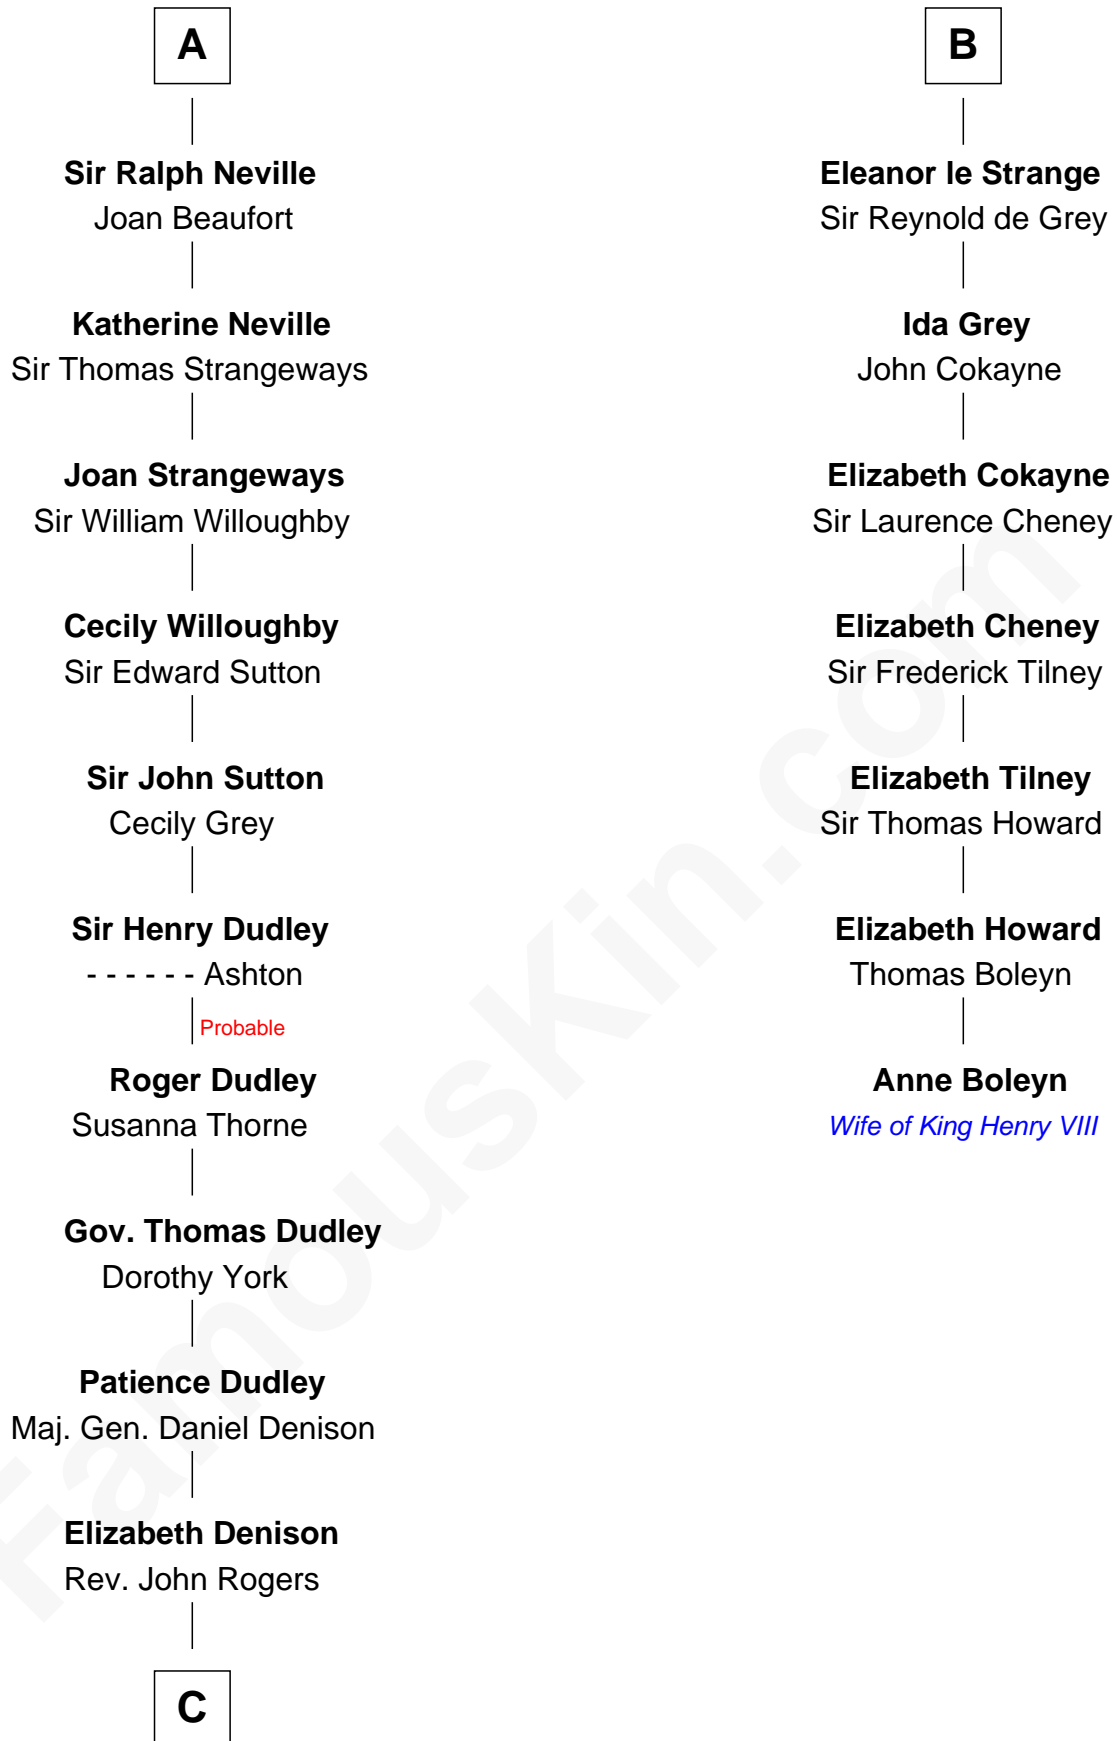 A
Sir Ralph Neville
Joan Beaufort
Katherine Neville
Sir Thomas Strangeways
Joan Strangeways
Sir William Willoughby
Cecily Willoughby
Sir Edward Sutton
Sir John Sutton
Cecily Grey
Sir Henry Dudley
- - - - - - Ashton
Probable
Roger Dudley
Susanna Thorne
Gov. Thomas Dudley
Dorothy York
Patience Dudley
Maj. Gen. Daniel Denison
Elizabeth Denison
Rev. John Rogers
C
B
Eleanor le Strange
Sir Reynold de Grey
Ida Grey
John Cokayne
Elizabeth Cokayne
Sir Laurence Cheney
Elizabeth Cheney
Sir Frederick Tilney
Elizabeth Tilney
Sir Thomas Howard
Elizabeth Howard
Thomas Boleyn
Anne Boleyn
Wife of King Henry VIII
FamousKin.com